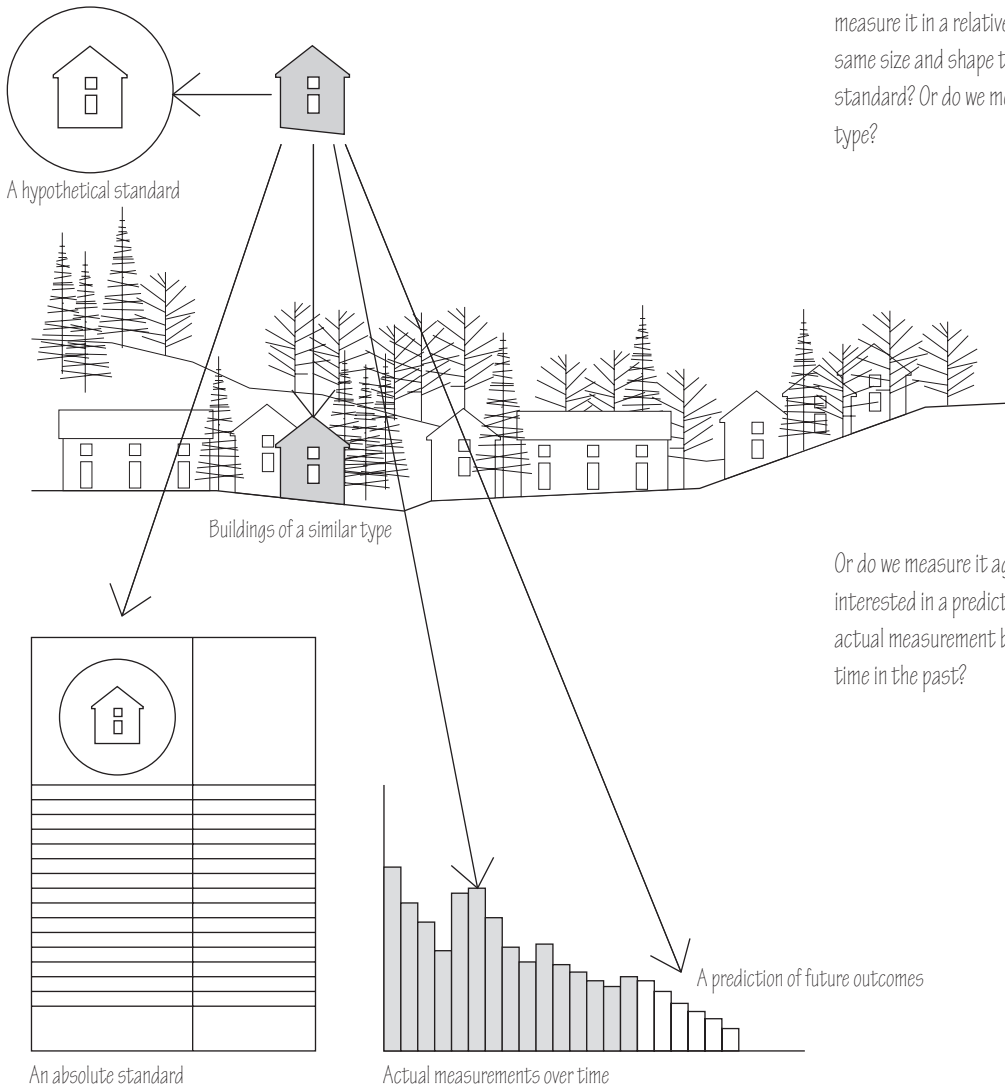 measure it in a relative
same size and shape t
standard? Or do we m
type?
A hypothetical standard
Buildings of a similar type
Or do we measure it ag
interested in a predict
actual measurement b
time in the past?
A prediction of future outcomes
An absolute standard
Actual measurements over time